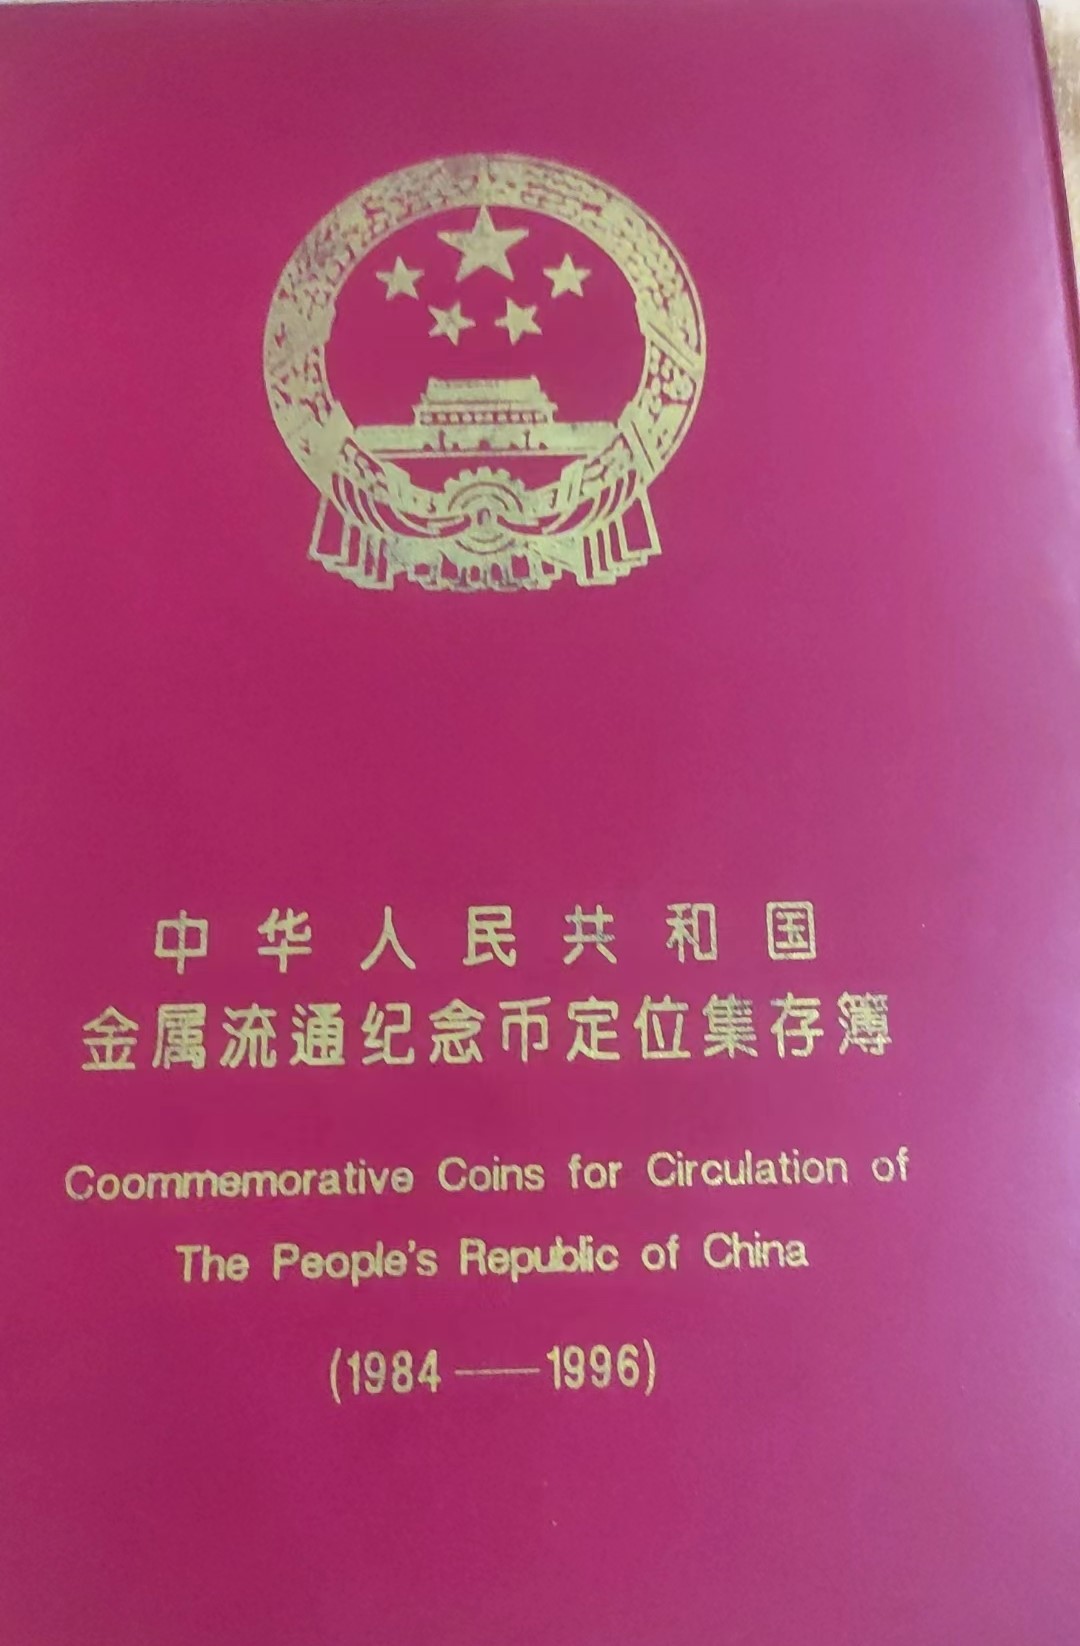 中华人民共和国
金属流通纪念币定位集存簿
Coommemorative Coins for Circulation of
The People's Republic of China
(1984——1996)